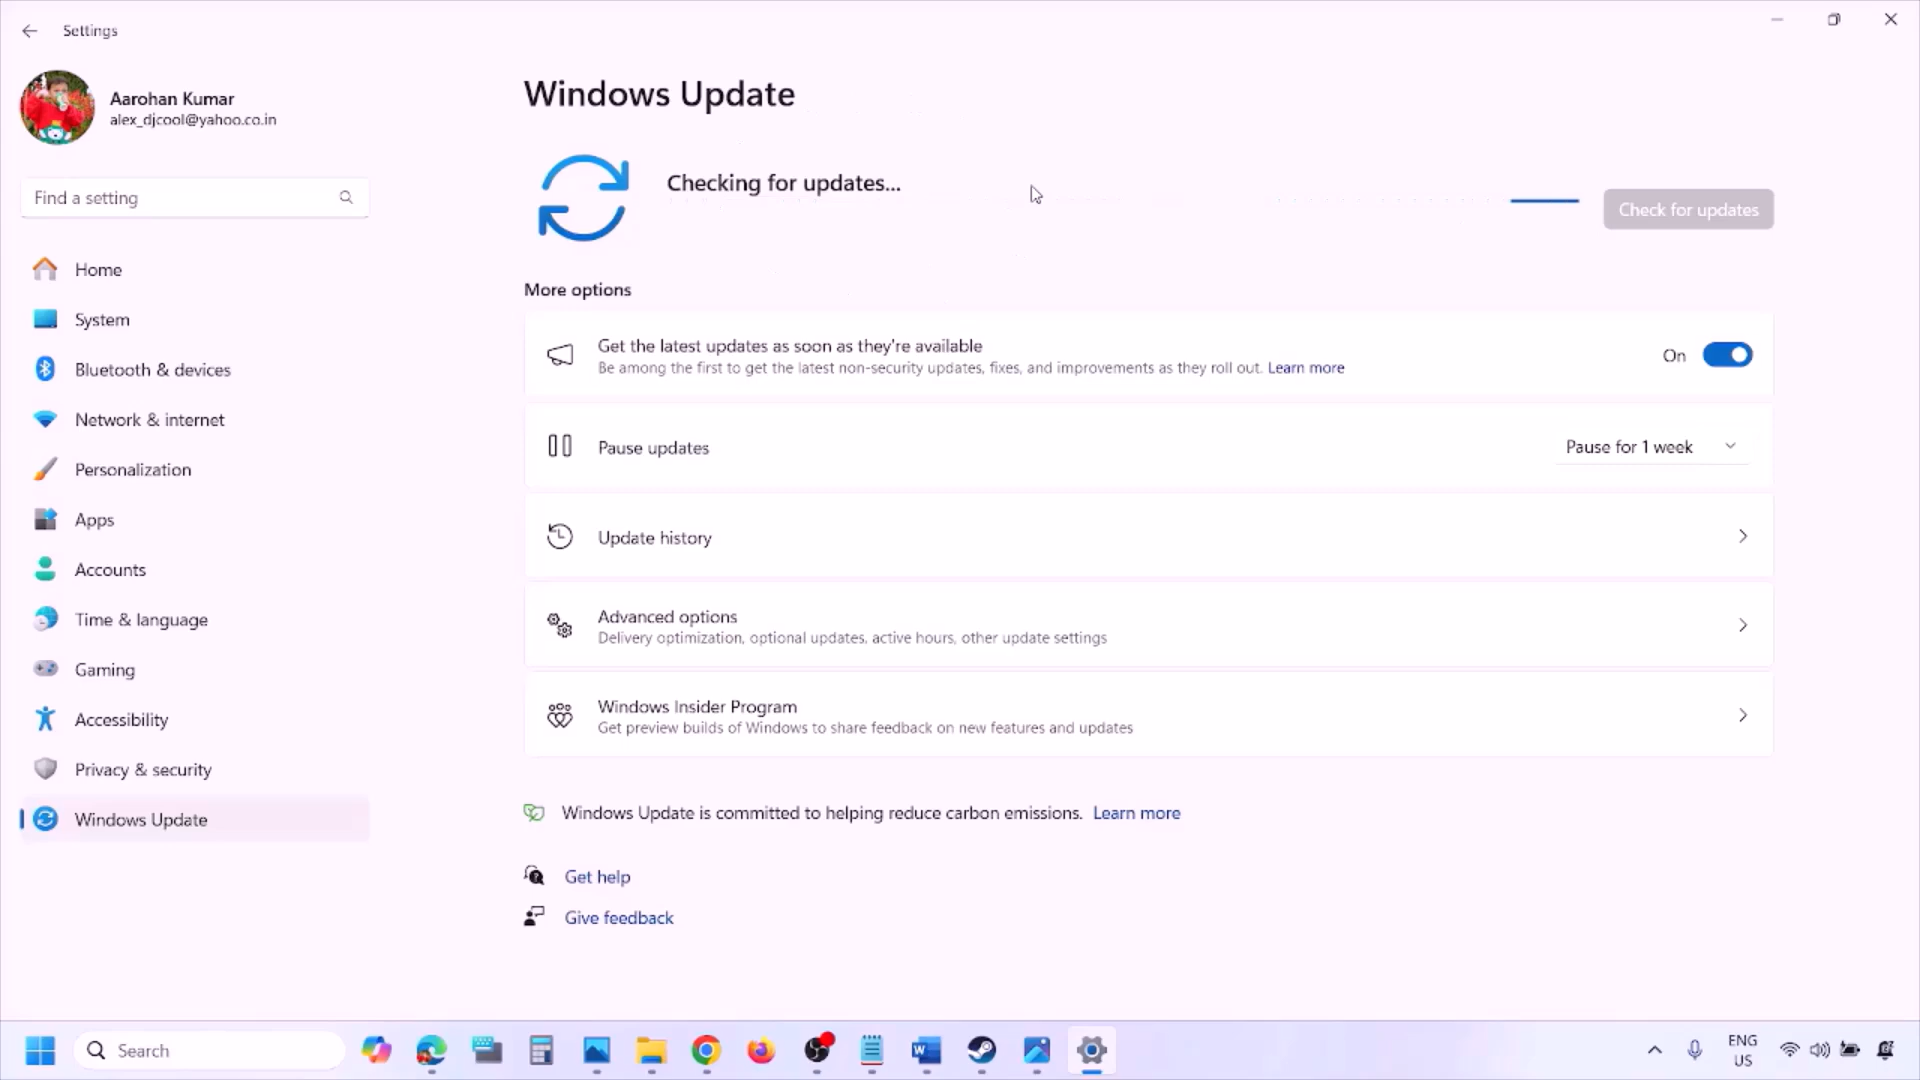 Settings
Aarohan Kumar
alex_djcool@yahoo.co.in
Find a setting
Home
System
Bluetooth & devices
Network & internet
Personalization
Apps
Accounts
Time & language
Gaming
Accessibility
Privacy & security
Windows Update
Windows Update
Checking for updates...
Check for updates
More options
Get the latest updates as soon as they're available
Be among the first to get the latest non-security updates, fixes, and improvements as they roll out. Learn more
On
Pause updates
Pause for 1 week
Update history
Advanced options
Delivery optimization, optional updates, active hours, other update settings
Windows Insider Program
Get preview builds of Windows to share feedback on new features and updates
Windows Update is committed to helping reduce carbon emissions. Learn more
Get help
Give feedback
Search
ENG
US